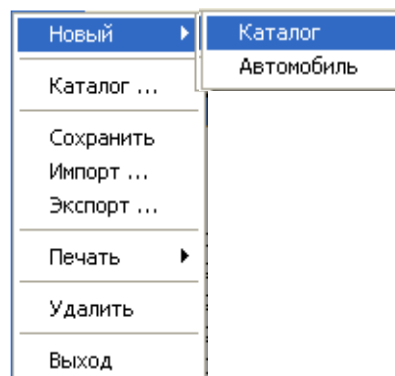 Новый
Каталог
Автомобиль
Каталог ...
Сохранить
Импорт ...
Экспорт ...
Печать
Удалить
Выход